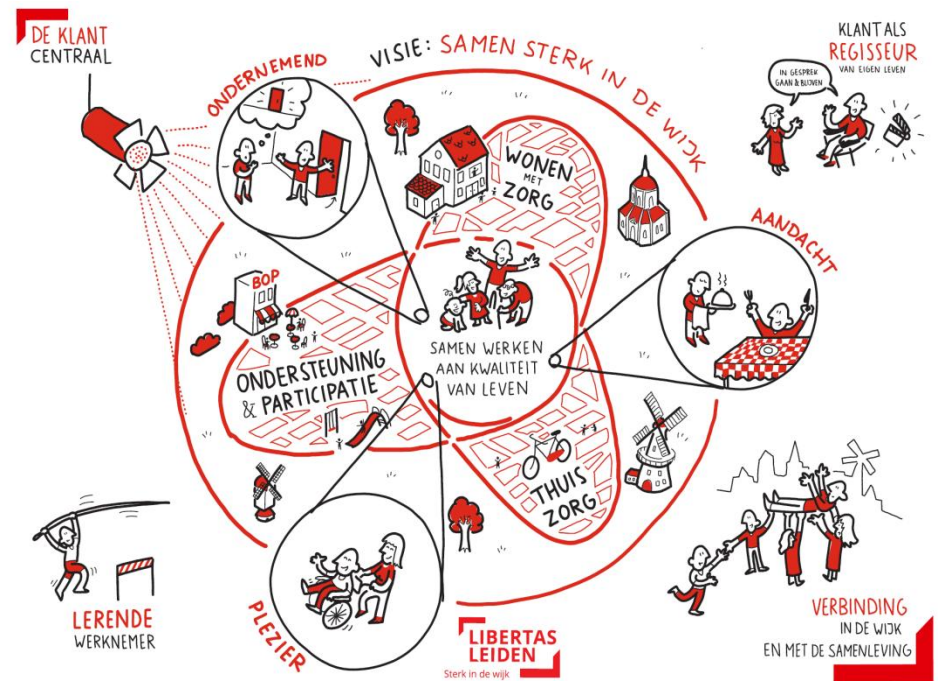 DE KLANT
CENTRAAL
VISIE: SAMEN STERK IN DE WIJK
KLANT ALS
REGISSEUR
VAN EIGEN LEVEN
IN GESPREK
GAAN & BLIJVEN
ONDERNEMEND
WONEN
MET
ZORG
AANDACHT
BOP
SAMEN WERKEN
AAN KWALITEIT
VAN LEVEN
ONDERSTEUNING
& PARTICIPATIE
THUIS
ZORG
PLEZIER
LERENDE
WERKNEMER
LIBERTAS
LEIDEN
Sterk in de wijk
VERBINDING
IN DE WIJK
EN MET DE SAMENLEVING